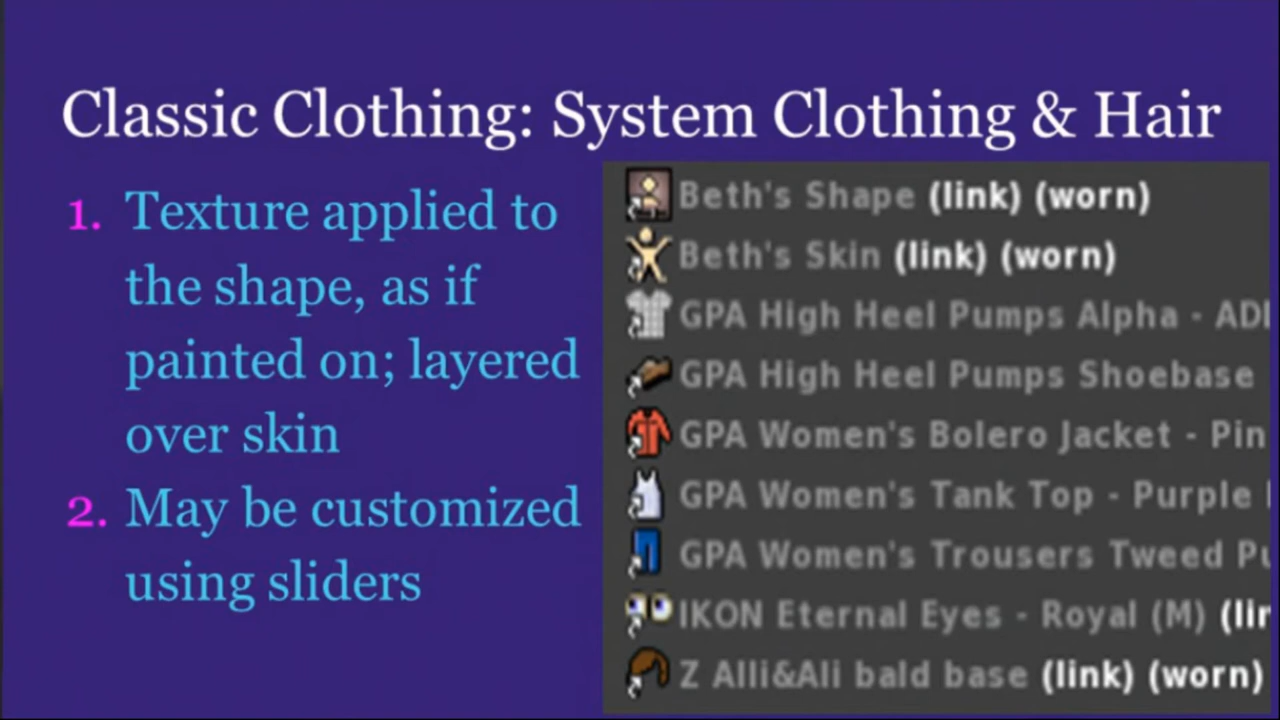 Classic Clothing: System Clothing & Hair
1. Texture applied to
the shape, as if
painted on; layered
over skin
2. May be customized
using sliders
Beth's Shape (link) (worn)
Beth's Skin (link) (worn)
GPA High Heel Pumps Alpha -
GPA High Heel Pumps Shoebase
GPA Women's Bolero Jacket - Pin
GPA Women's Tank Top - Purple
GPA Women's Trousers Tweed
IKON Eternal Eyes - Royal (M)
Z Alli&Ali bald base (link) (worn)